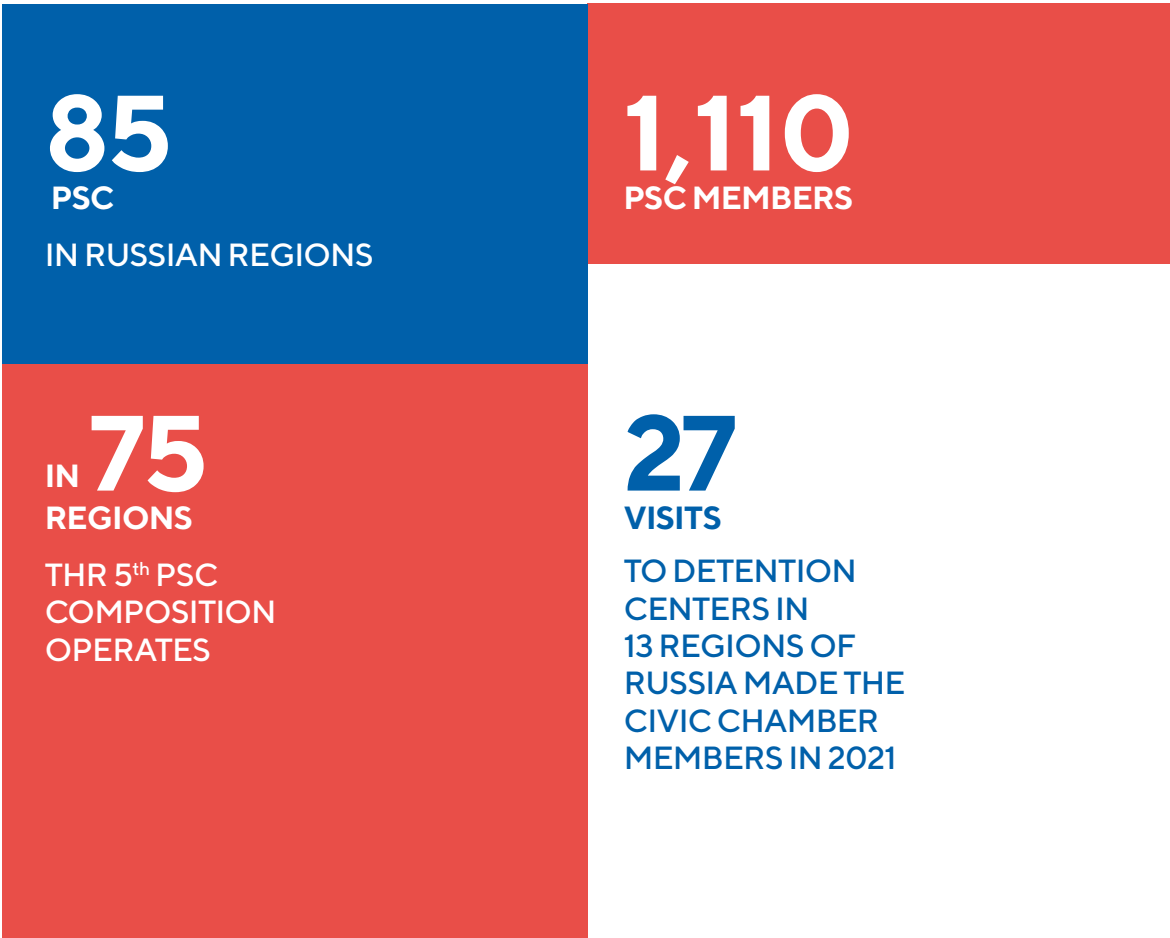 85
PSC
IN RUSSIAN REGIONS
1,110
PSC MEMBERS
IN 75
REGIONS
THR 5th PSC
COMPOSITION
OPERATES
27
VISITS
TO DETENTION
CENTERS IN
13 REGIONS OF
RUSSIA MADE THE
CIVIC CHAMBER
MEMBERS IN 2021